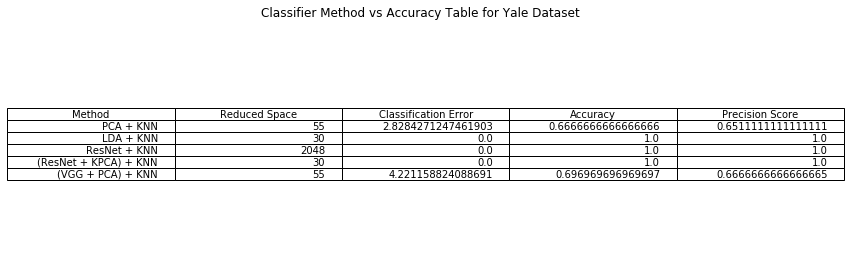 Classifier Method vs Accuracy Table for Yale Dataset
Method Reduced Space Classification Error Accuracy Precision Score
PCA + KNN 55 2.8284271247461903 0.6666666666666666 0.6511111111111111
LDA + KNN 30 0.0 1.0 1.0
ResNet + KNN 2048 0.0 1.0 1.0
(ResNet + KPCA) + KNN 30 0.0 1.0 1.0
(VGG + PCA) + KNN 55 4.221158824088691 0.696969696969697 0.6666666666666665